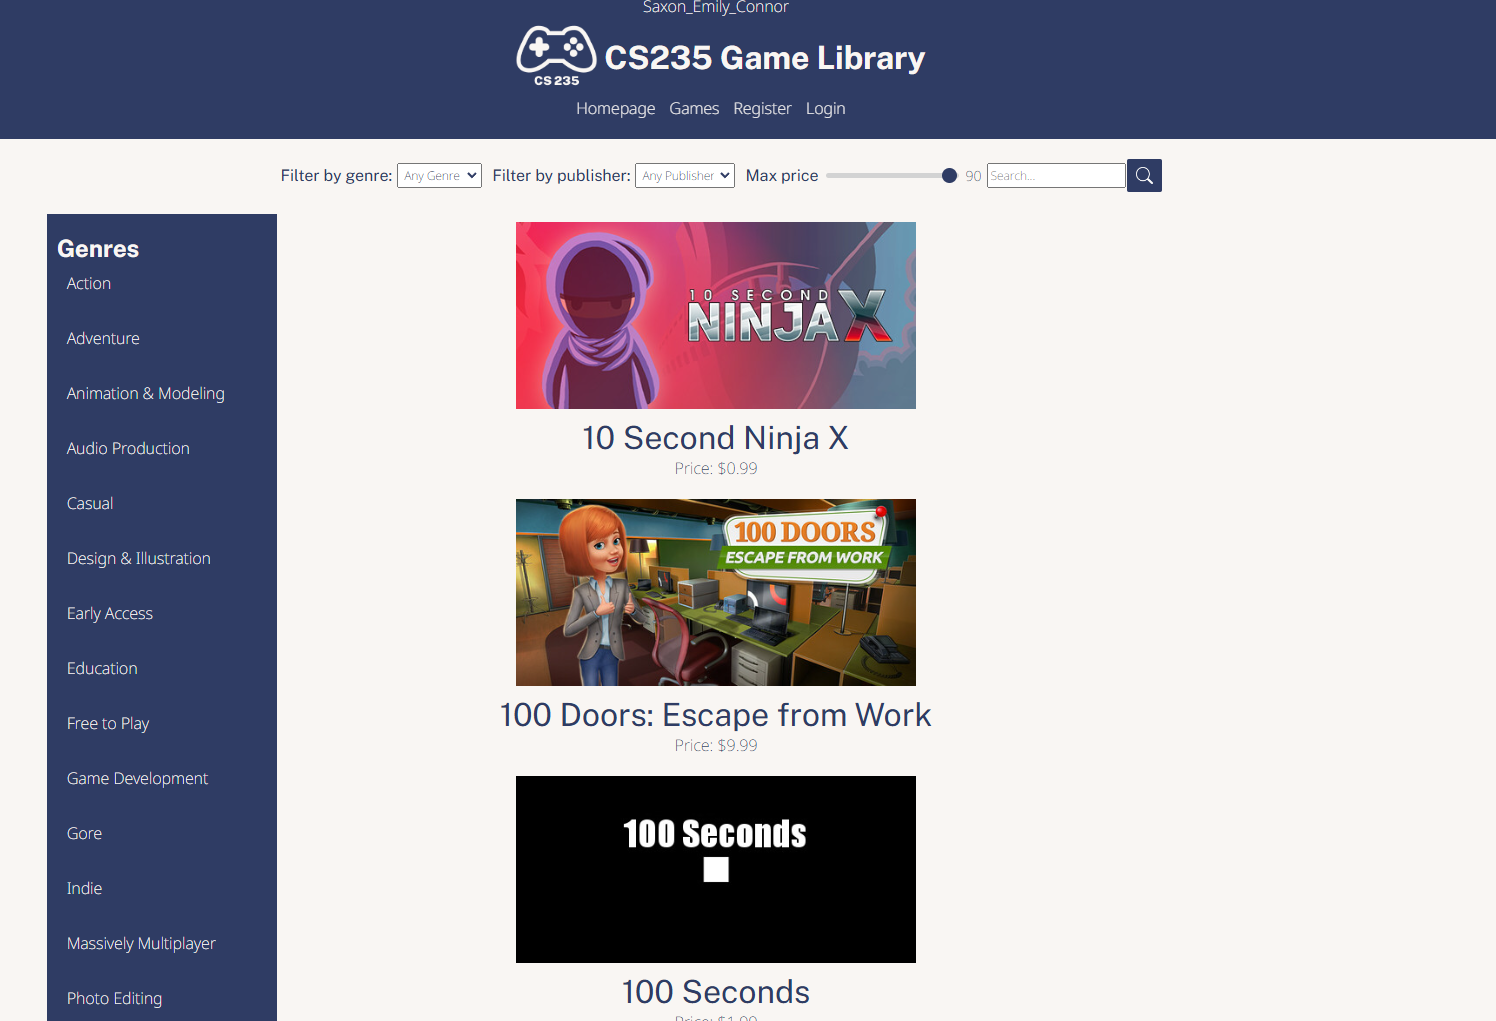 Saxon_Emily_Connor
CS 235
CS235 Game Library
Homepage Games Register Login
Filter by genre: Any Genre Filter by publisher: Any Publisher Max price 90 Search...
Genres
Action
Adventure
Animation & Modeling
Audio Production
Casual
Design & Illustration
Early Access
Education
Free to Play
Game Development
Gore
Indie
Massively Multiplayer
Photo Editing
10 SECOND
NINJA X
10 Second Ninja X
Price: $0.99
100 DOORS
ESCAPE FROM WORK
100 Doors: Escape from Work
Price: $9.99
100 Seconds
100 Seconds
Price: $1.99